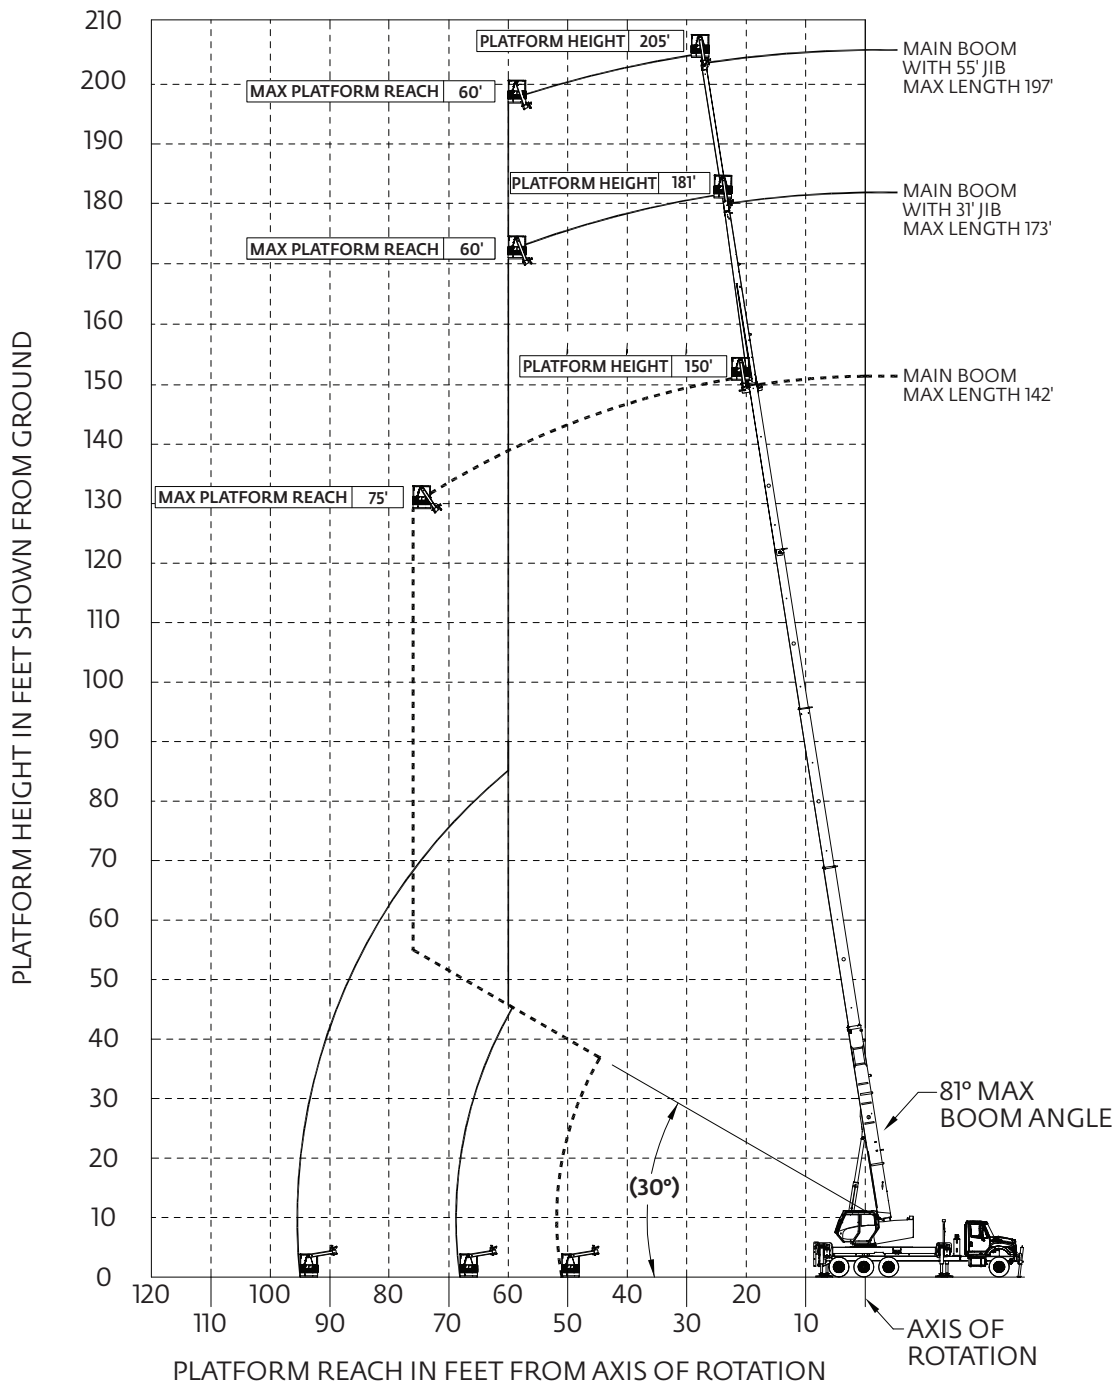 210
PLATFORM HEIGHT 205'
MAIN BOOM
WITH 55' JIB
MAX LENGTH 197'
200
MAX PLATFORM REACH 60'
190
180
PLATFORM HEIGHT 181'
MAIN BOOM
WITH 31' JIB
MAX LENGTH 173'
170
MAX PLATFORM REACH 60'
160
PLATFORM HEIGHT 150'
150
MAIN BOOM
MAX LENGTH 142'
140
130
MAX PLATFORM REACH 75'
120
110
100
90
80
70
60
50
40
30
20
10
0
PLATFORM HEIGHT IN FEET SHOWN FROM GROUND
81° MAX
BOOM ANGLE
(30°)
120 100 80 70 60 40 20
110 90 50 30 10
AXIS OF
ROTATION
PLATFORM REACH IN FEET FROM AXIS OF ROTATION